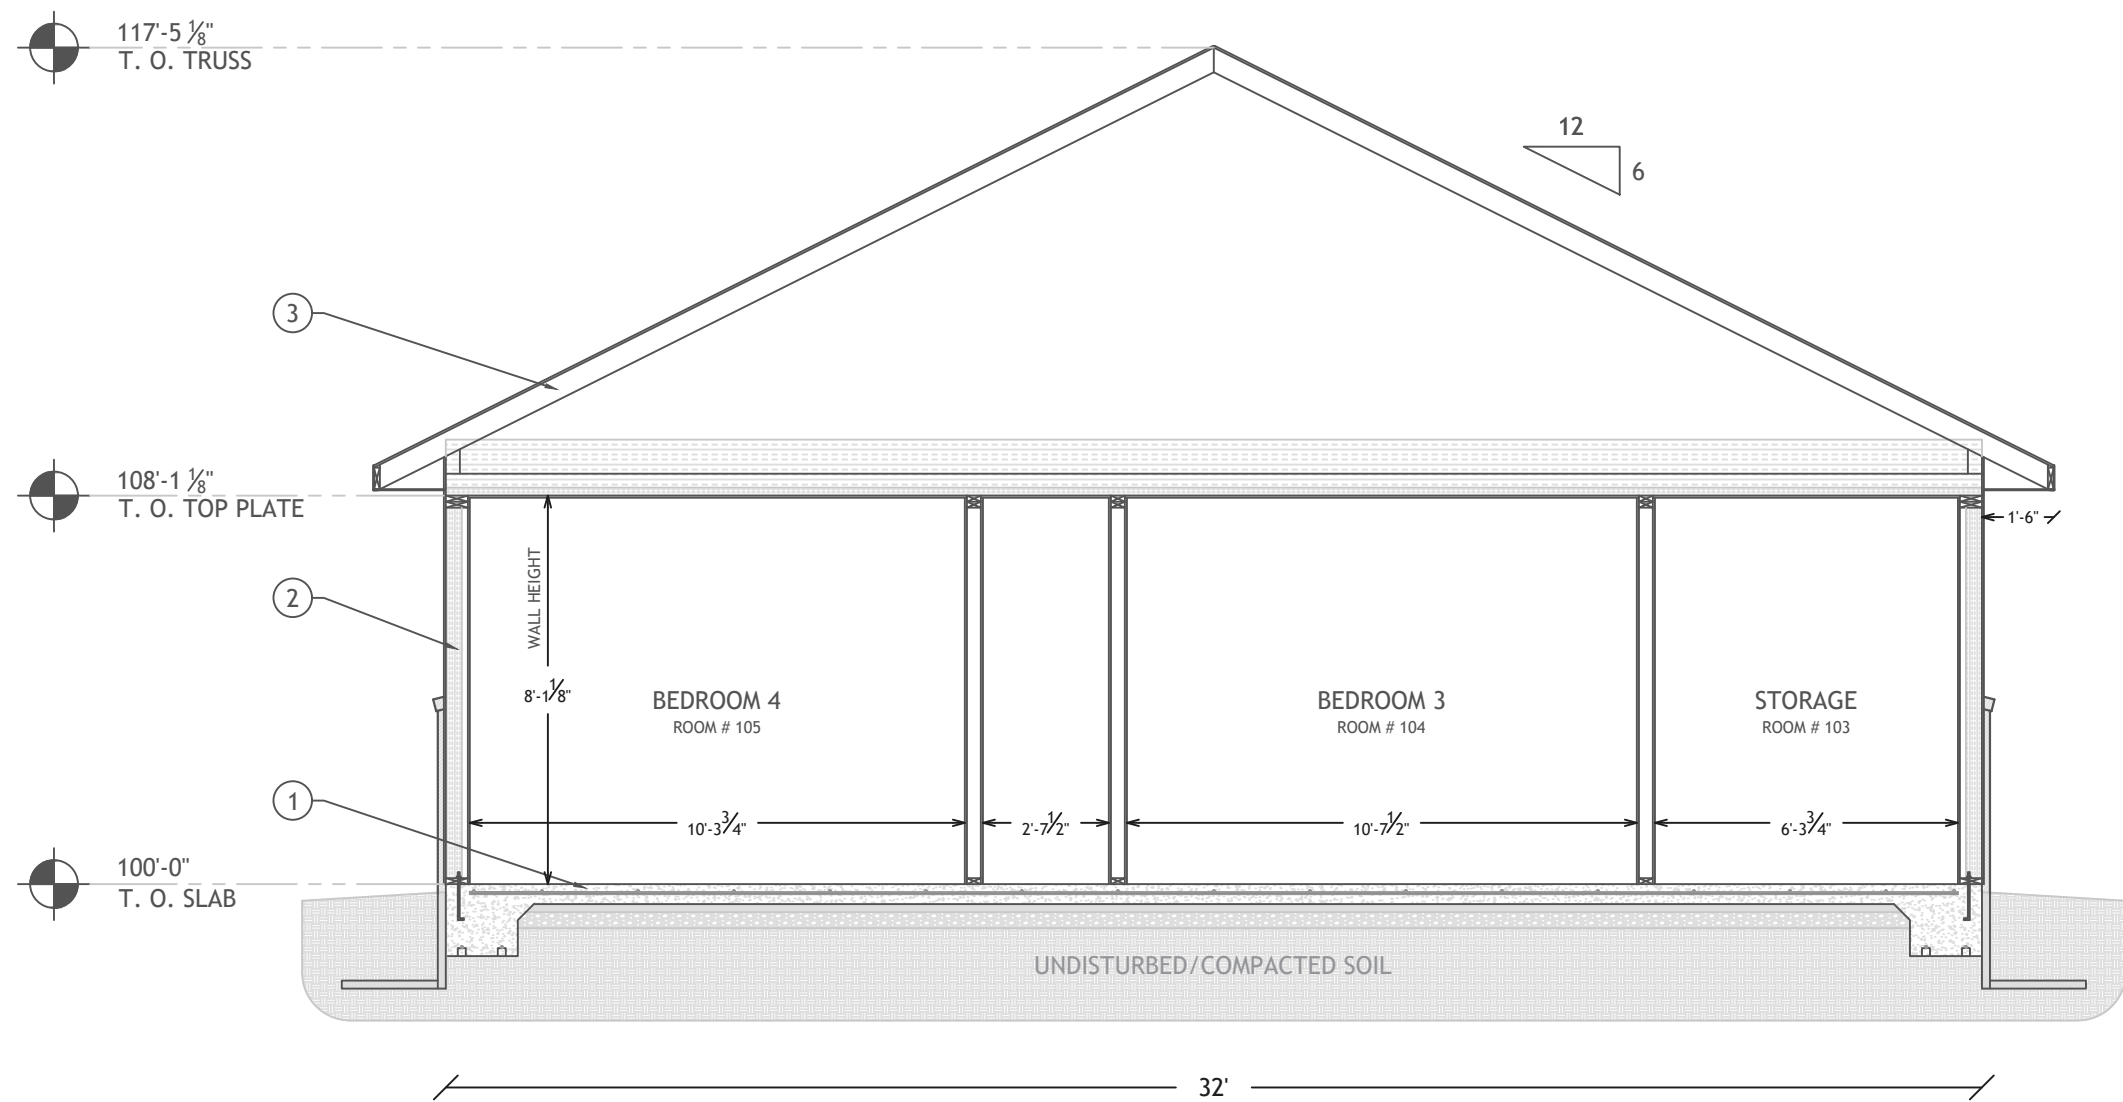 117'-5 1/8"
T. O. TRUSS
12
6
3
108'-1 1/8"
T. O. TOP PLATE
1'-6"
WALL HEIGHT
2
8'-1 1/8"
BEDROOM 4
ROOM # 105
BEDROOM 3
ROOM # 104
STORAGE
ROOM # 103
1
10'-3 3/4"
2'-7 1/2"
10'-7 1/2"
6'-3 3/4"
100'-0"
T. O. SLAB
UNDISTURBED/COMPACTED SOIL
32'